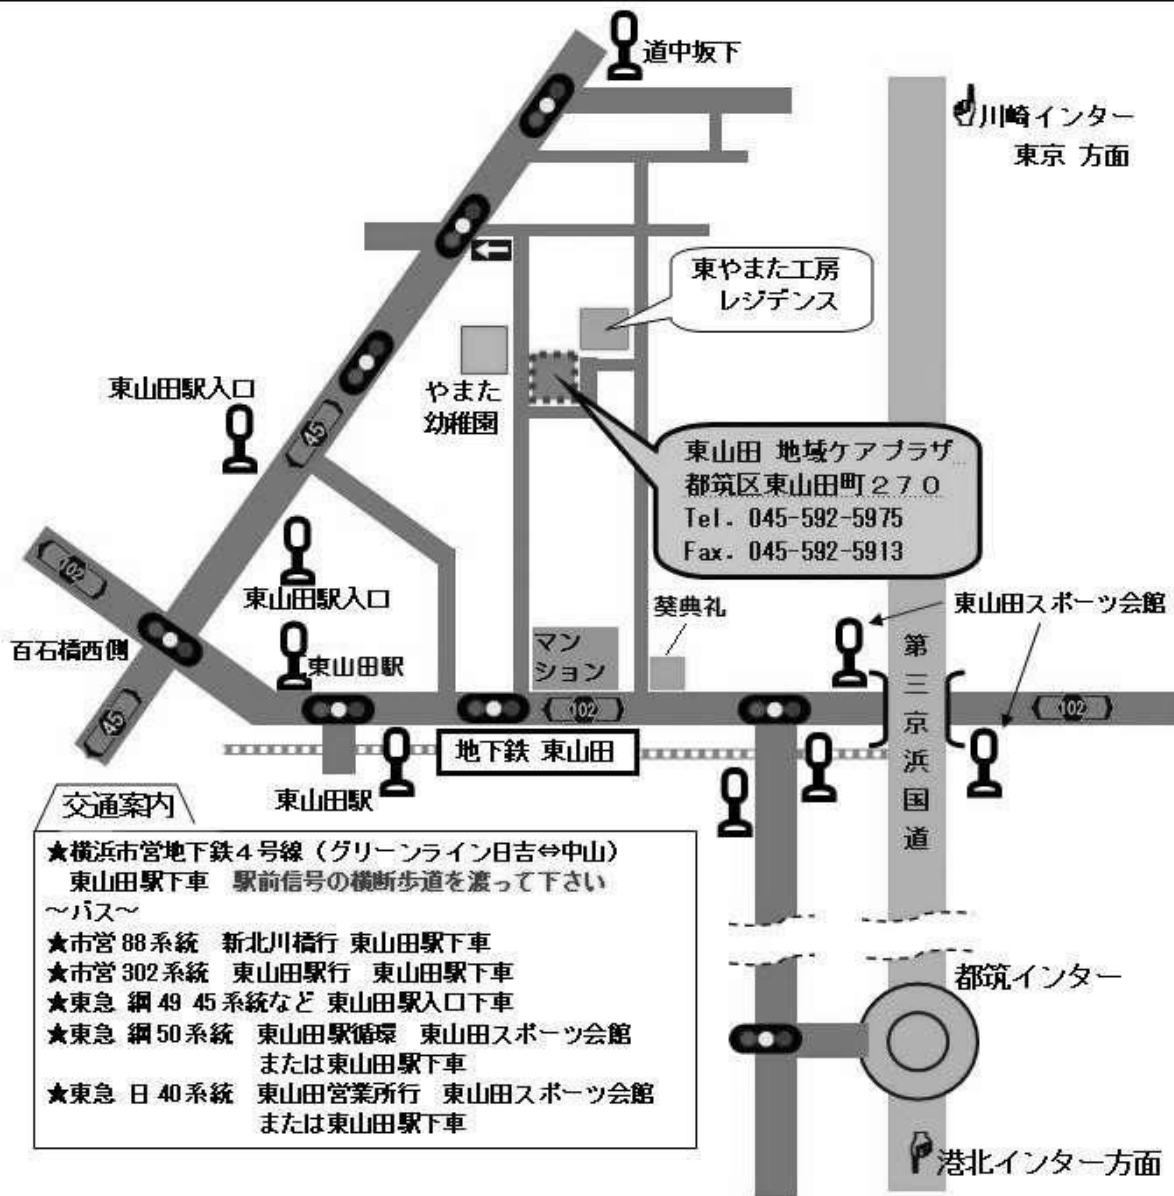 道中坂下
川崎インター
東京 方面
東やまた工房
レジデンス
東山田駅入口
やまた
幼稚園
45
東山田 地域ケアプラザ
都筑区東山田町270
Tel. 045-592-5975
Fax. 045-592-5913
102
東山田駅入口
葵典礼
東山田スポーツ会館
百石橋西側
東山田駅
マン
ション
第三京浜国道
45
102
102
地下鉄 東山田
東山田駅
交通案内
★横浜市営地下鉄4号線（グリーンライン日吉⇔中山）
東山田駅下車 駅前信号の横断歩道を渡って下さい
～バス～
★市営88系統 新北川橋行 東山田駅下車
★市営302系統 東山田駅行 東山田駅下車
★東急 綱49 45系統など 東山田駅入口下車
★東急 綱50系統 東山田駅循環 東山田スポーツ会館
または東山田駅下車
★東急 日40系統 東山田営業所行 東山田スポーツ会館
または東山田駅下車
都筑インター
港北インター方面